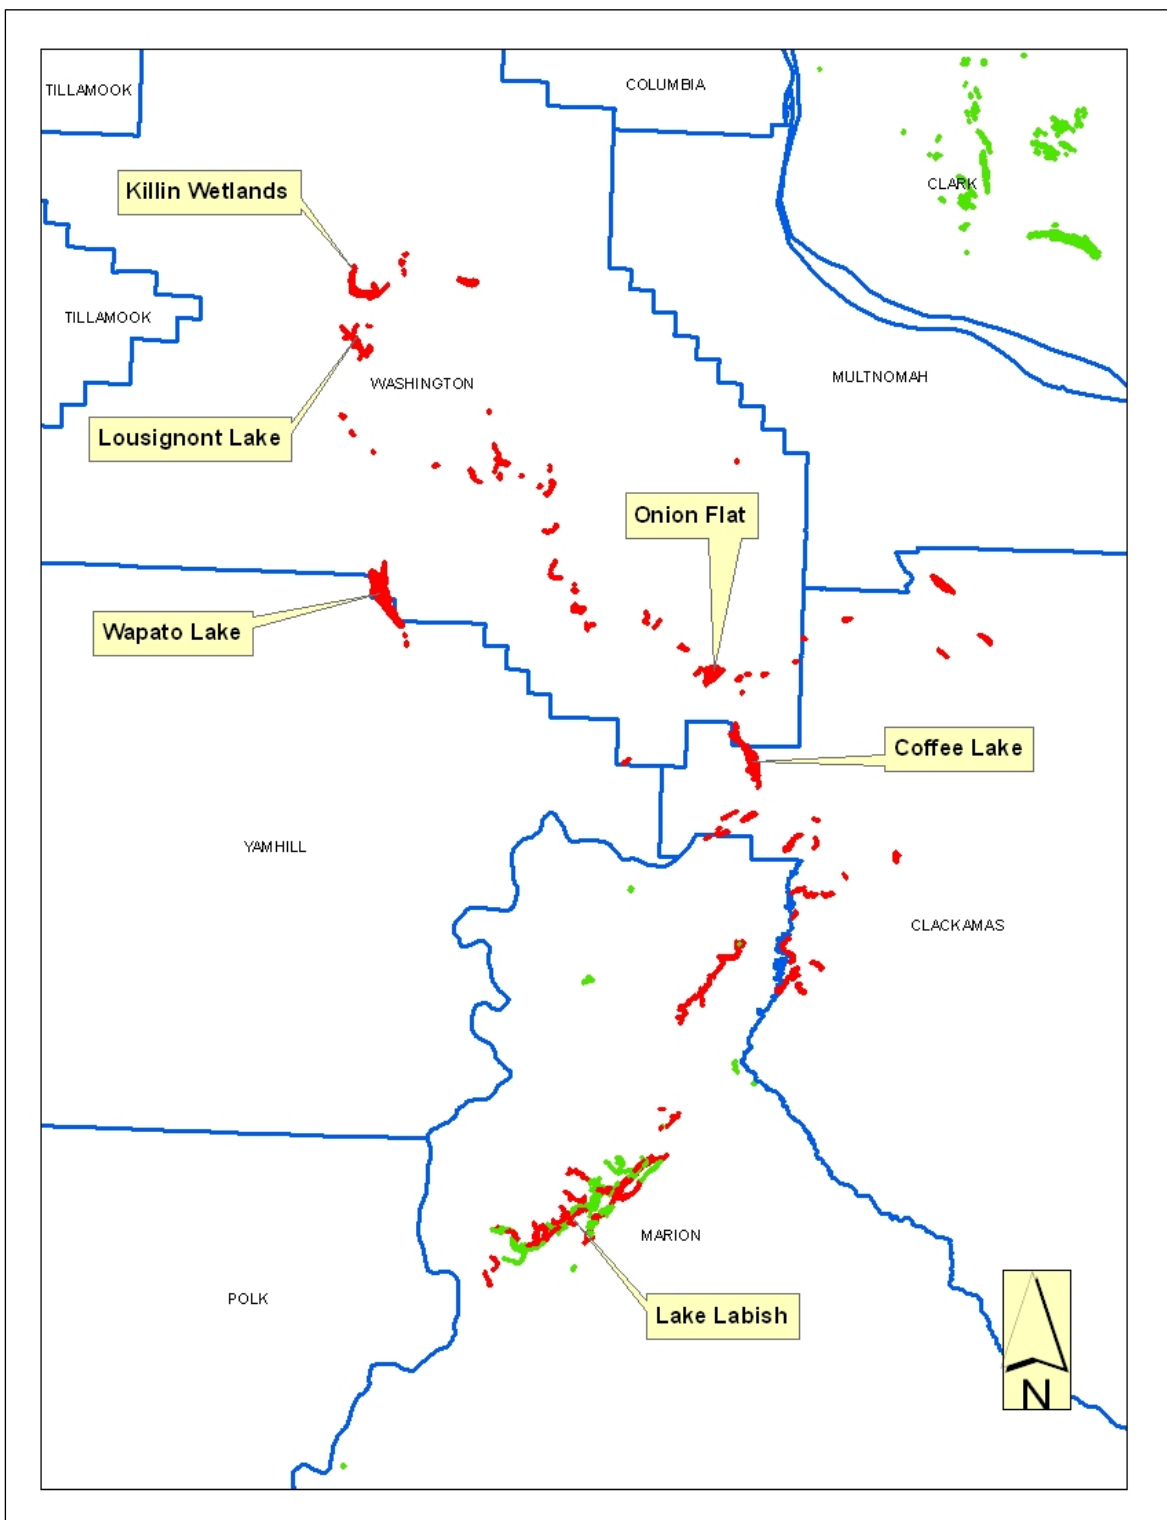 TILLAMOOK
COLUMBIA
CLARK
Killin Wetlands
TILLAMOOK
WASHINGTON
MULTNOMAH
Lousignont Lake
Onion Flat
Wapato Lake
Coffee Lake
YAMHILL
CLACKAMAS
MARION
POLK
Lake Labish
N